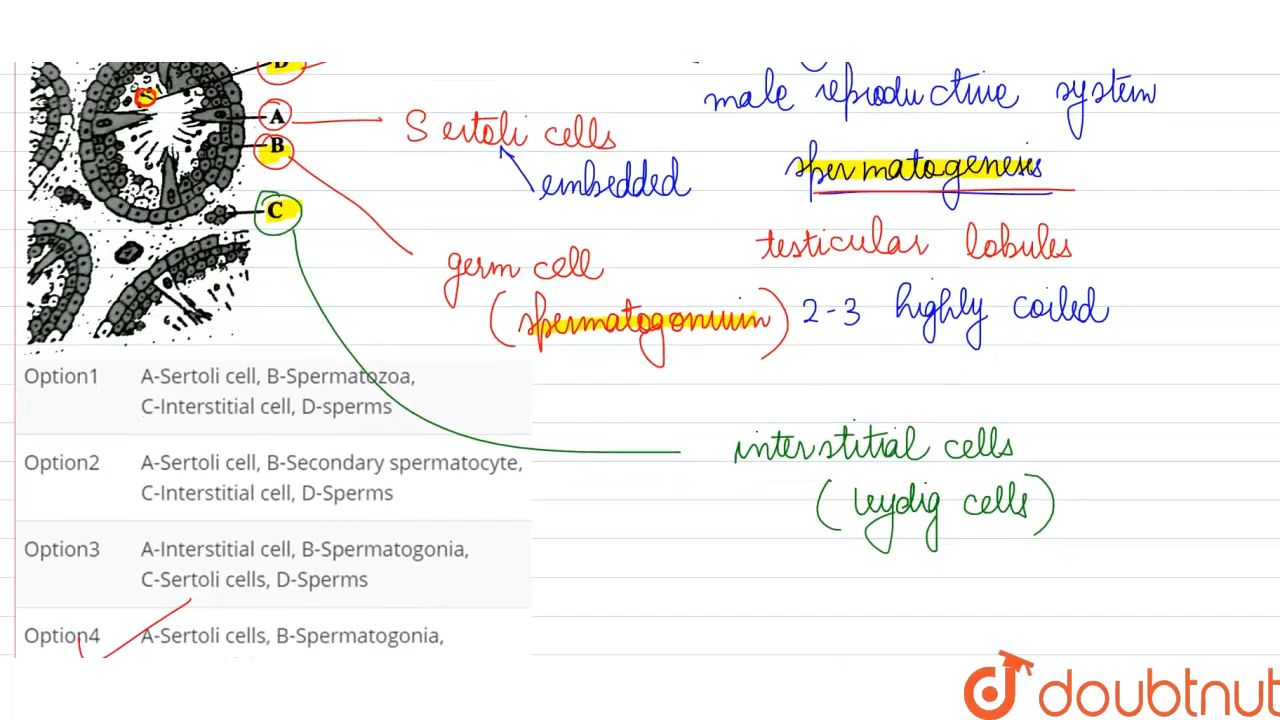 D
A
B
C
Sertoli cells
embedded
germ cell
(spermatogonium)
male reproductive system
spermatogenesis
testicular lobules
2-3 highly coiled
interstitial cells
(leydig cells)
Option1 A-Sertoli cell, B-Spermatozoa,
C-Interstitial cell, D-sperms
Option2 A-Sertoli cell, B-Secondary spermatocyte,
C-Interstitial cell, D-Sperms
Option3 A-Interstitial cell, B-Spermatogonia,
C-Sertoli cells, D-Sperms
Option4 A-Sertoli cells, B-Spermatogonia,
doubtnut